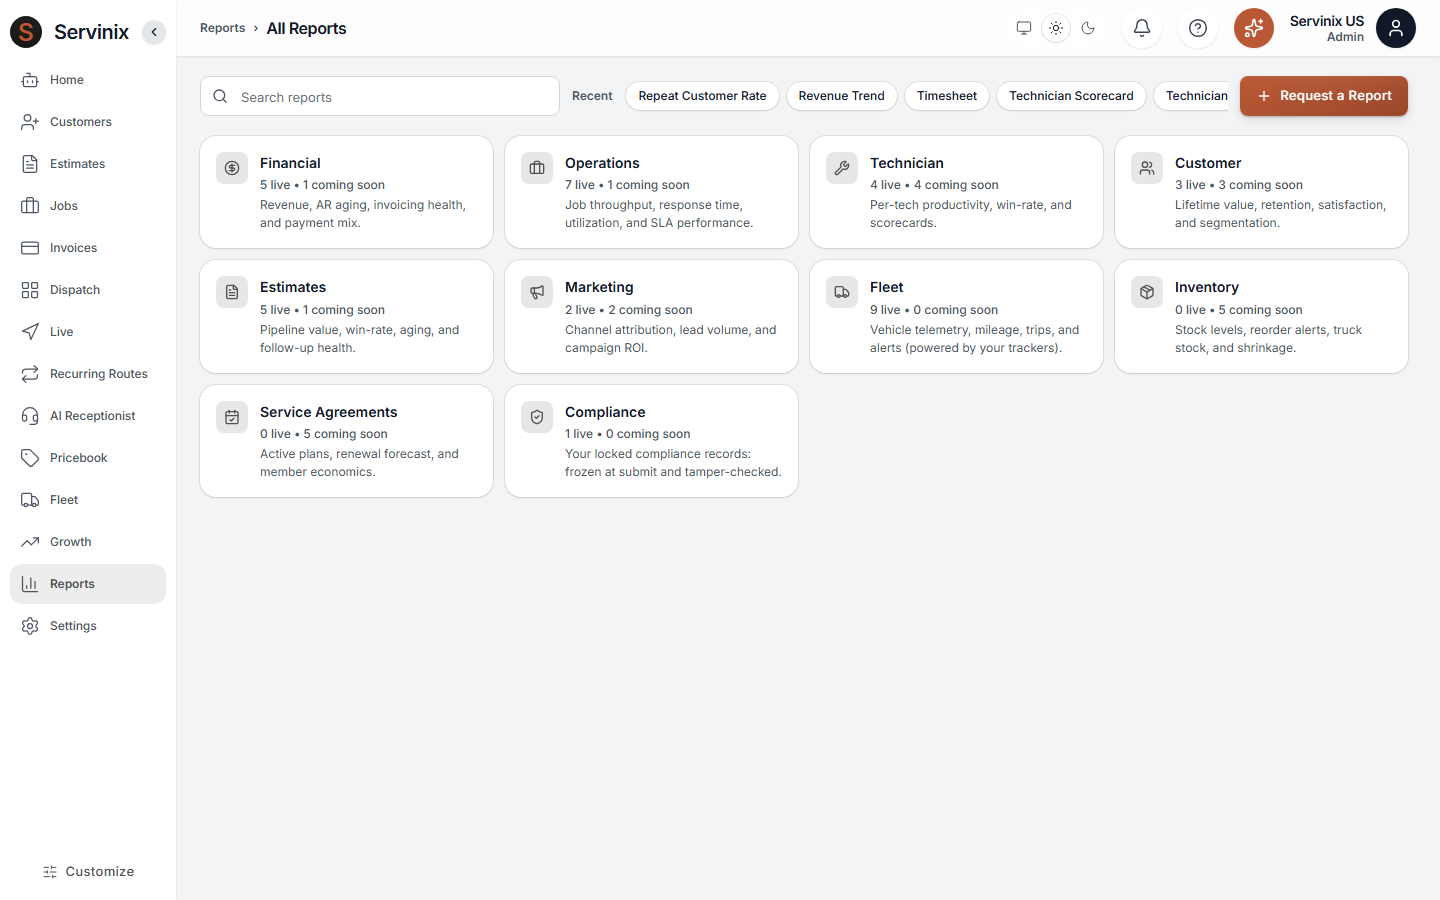 S Servinix
Home
Customers
Estimates
Jobs
Invoices
Dispatch
Live
Recurring Routes
AI Receptionist
Pricebook
Fleet
Growth
Reports
Settings
Customize
Reports › All Reports
Servinix US
Admin
Search reports
Recent
Repeat Customer Rate
Revenue Trend
Timesheet
Technician Scorecard
Technician
+ Request a Report
Financial
5 live • 1 coming soon
Revenue, AR aging, invoicing health,
and payment mix.
Operations
7 live • 1 coming soon
Job throughput, response time,
utilization, and SLA performance.
Technician
4 live • 4 coming soon
Per-tech productivity, win-rate, and
scorecards.
Customer
3 live • 3 coming soon
Lifetime value, retention, satisfaction,
and segmentation.
Estimates
5 live • 1 coming soon
Pipeline value, win-rate, aging, and
follow-up health.
Marketing
2 live • 2 coming soon
Channel attribution, lead volume, and
campaign ROI.
Fleet
9 live • 0 coming soon
Vehicle telemetry, mileage, trips, and
alerts (powered by your trackers).
Inventory
0 live • 5 coming soon
Stock levels, reorder alerts, truck
stock, and shrinkage.
Service Agreements
0 live • 5 coming soon
Active plans, renewal forecast, and
member economics.
Compliance
1 live • 0 coming soon
Your locked compliance records:
frozen at submit and tamper-checked.